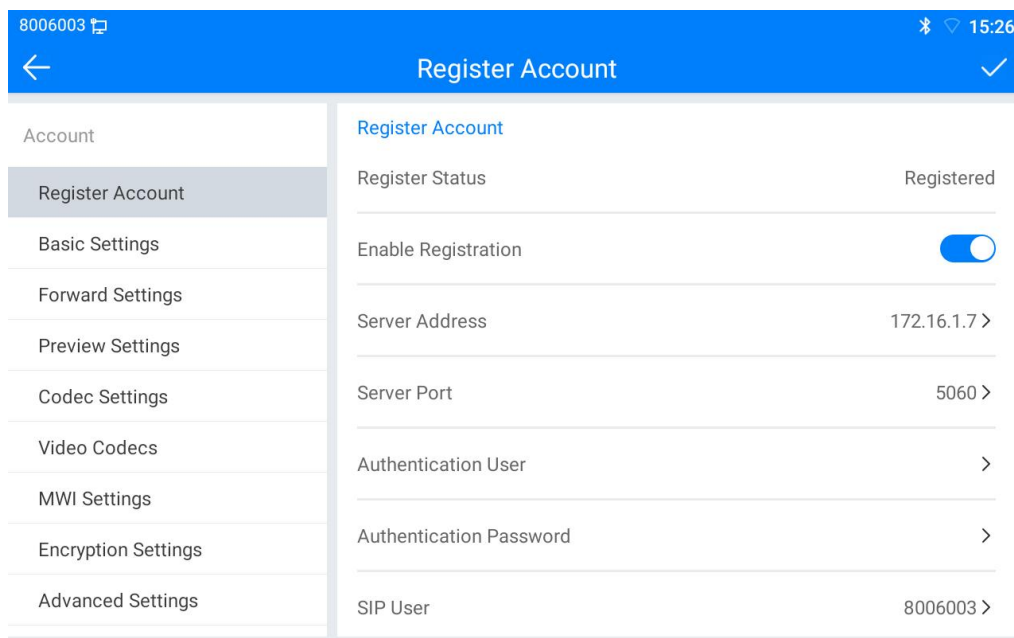 8006003 15:26
Register Account
Account
Register Account
Basic Settings
Forward Settings
Preview Settings
Codec Settings
Video Codecs
MWI Settings
Encryption Settings
Advanced Settings
Register Account
Register Status Registered
Enable Registration
Server Address 172.16.1.7
Server Port 5060
Authentication User
Authentication Password
SIP User 8006003